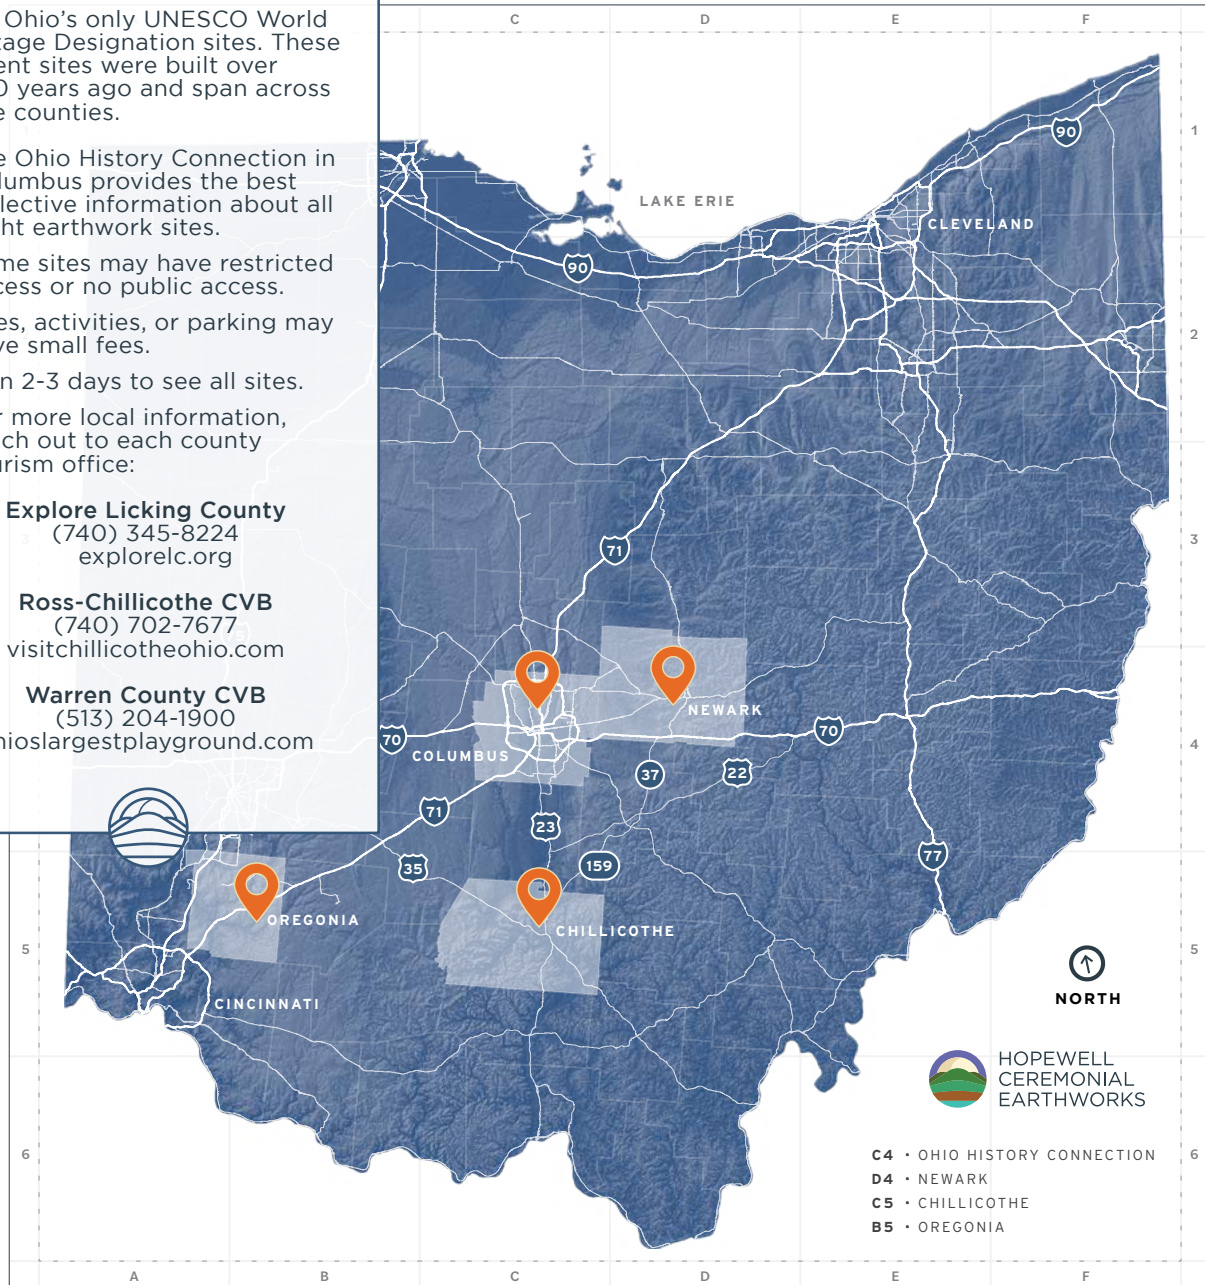 Ohio's only UNESCO World
tage Designation sites. These
ent sites were built over
0 years ago and span across
e counties.
e Ohio History Connection in
lumbus provides the best
llective information about all
ht earthwork sites.
me sites may have restricted
cess or no public access.
es, activities, or parking may
ve small fees.
n 2-3 days to see all sites.
r more local information,
ch out to each county
urism office:
Explore Licking County
(740) 345-8224
explorelc.org
Ross-Chillicothe CVB
(740) 702-7677
visitchillicotheohio.com
Warren County CVB
(513) 204-1900
hioslargestplayground.com
C
D
E
F
1
2
3
4
5
6
LAKE ERIE
CLEVELAND
90
90
71
NEWARK
COLUMBUS
70
70
37
22
71
23
35
159
77
OREGONIA
CHILLICOTHE
CINCINNATI
5
6
NORTH
HOPEWELL
CEREMONIAL
EARTHWORKS
C4 • OHIO HISTORY CONNECTION
D4 • NEWARK
C5 • CHILLICOTHE
B5 • OREGONIA
A
B
C
D
E
F